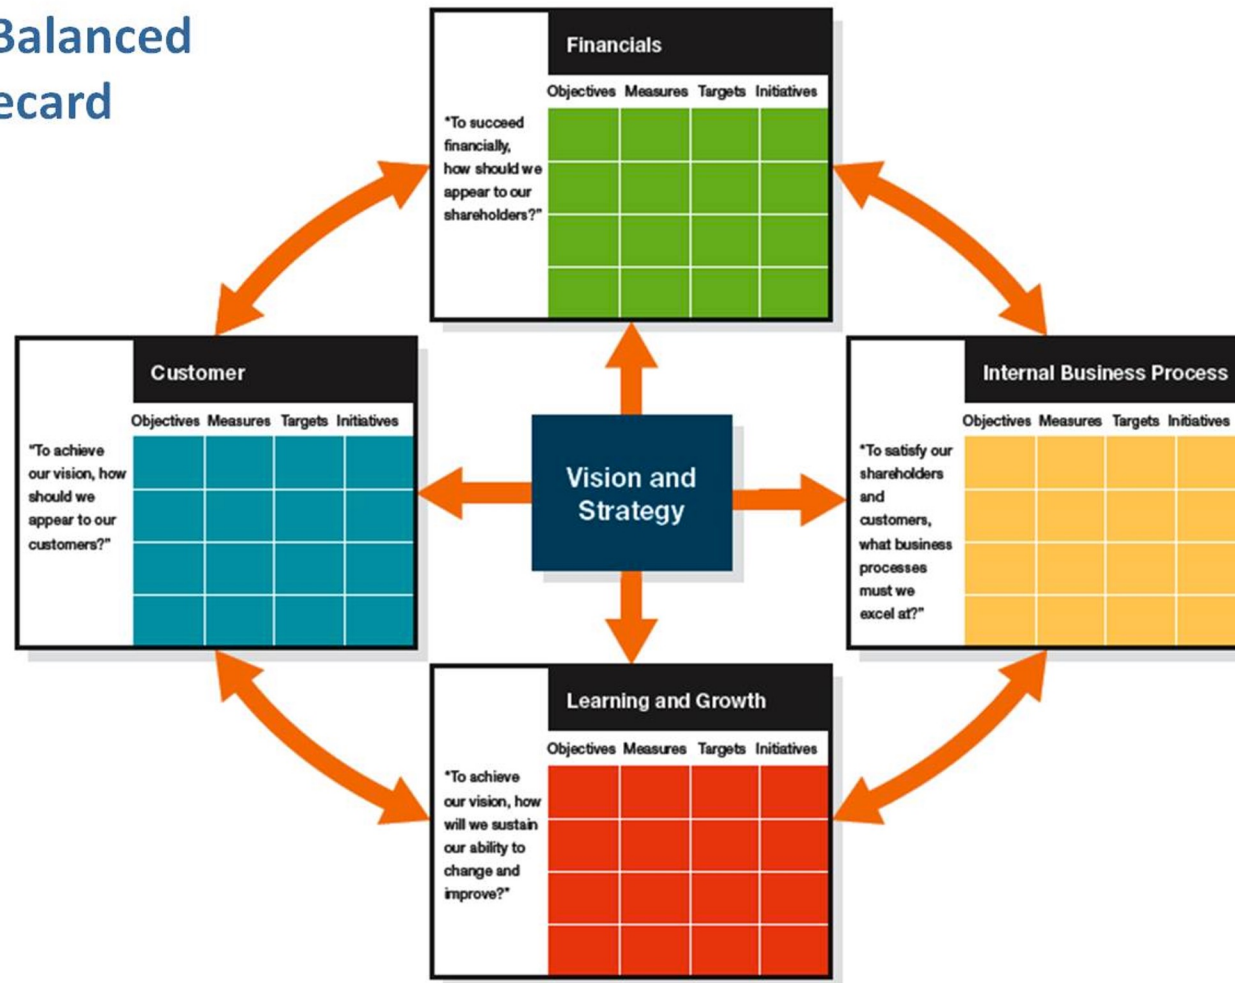 Balanced
ecard
Financials
Objectives Measures Targets Initiatives
"To succeed
financially,
how should we
appear to our
shareholders?"
Customer
Objectives Measures Targets Initiatives
"To achieve
our vision, how
should we
appear to our
customers?"
Vision and
Strategy
Internal Business Process
Objectives Measures Targets Initiatives
"To satisfy our
shareholders
and
customers,
what business
processes
must we
excel at?"
Learning and Growth
Objectives Measures Targets Initiatives
"To achieve
our vision, how
will we sustain
our ability to
change and
improve?"